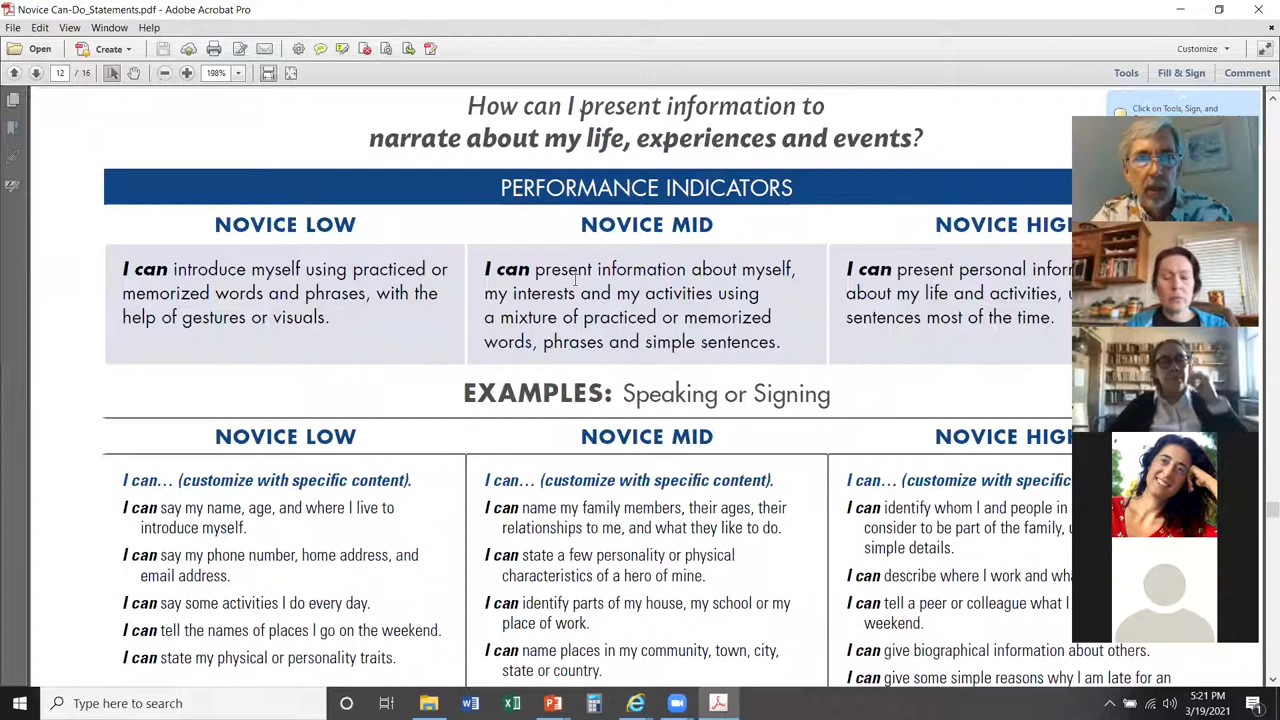 Novice Can-Do_Statements.pdf - Adobe Acrobat Pro
File Edit View Window Help
Open Create Customize
12 / 16 198% Tools Fill & Sign Comment
Click on Tools, Sign, and
How can I present information to
narrate about my life, experiences and events?
PERFORMANCE INDICATORS
NOVICE LOW
I can introduce myself using practiced or
memorized words and phrases, with the
help of gestures or visuals.
NOVICE MID
I can present information about myself,
my interests and my activities using
a mixture of practiced or memorized
words, phrases and simple sentences.
NOVICE HIGH
I can present personal
about my life and activities,
sentences most of the time.
EXAMPLES: Speaking or Signing
NOVICE LOW
I can… (customize with specific content).
I can say my name, age, and where I live to
introduce myself.
I can say my phone number, home address, and
email address.
I can say some activities I do every day.
I can tell the names of places I go on the weekend.
I can state my physical or personality traits.
NOVICE MID
I can… (customize with specific content).
I can name my family members, their ages, their
relationships to me, and what they like to do.
I can state a few personality or physical
characteristics of a hero of mine.
I can identify parts of my house, my school or my
place of work.
I can name places in my community, town, city,
state or country.
NOVICE HIGH
I can… (customize with specific
I can identify whom I and people in
consider to be part of the family,
simple details.
I can describe where I work and
I can tell a peer or colleague what I
weekend.
I can give biographical information about others.
I can give some simple reasons why I am late for an
Type here to search
5:21 PM
3/19/2021